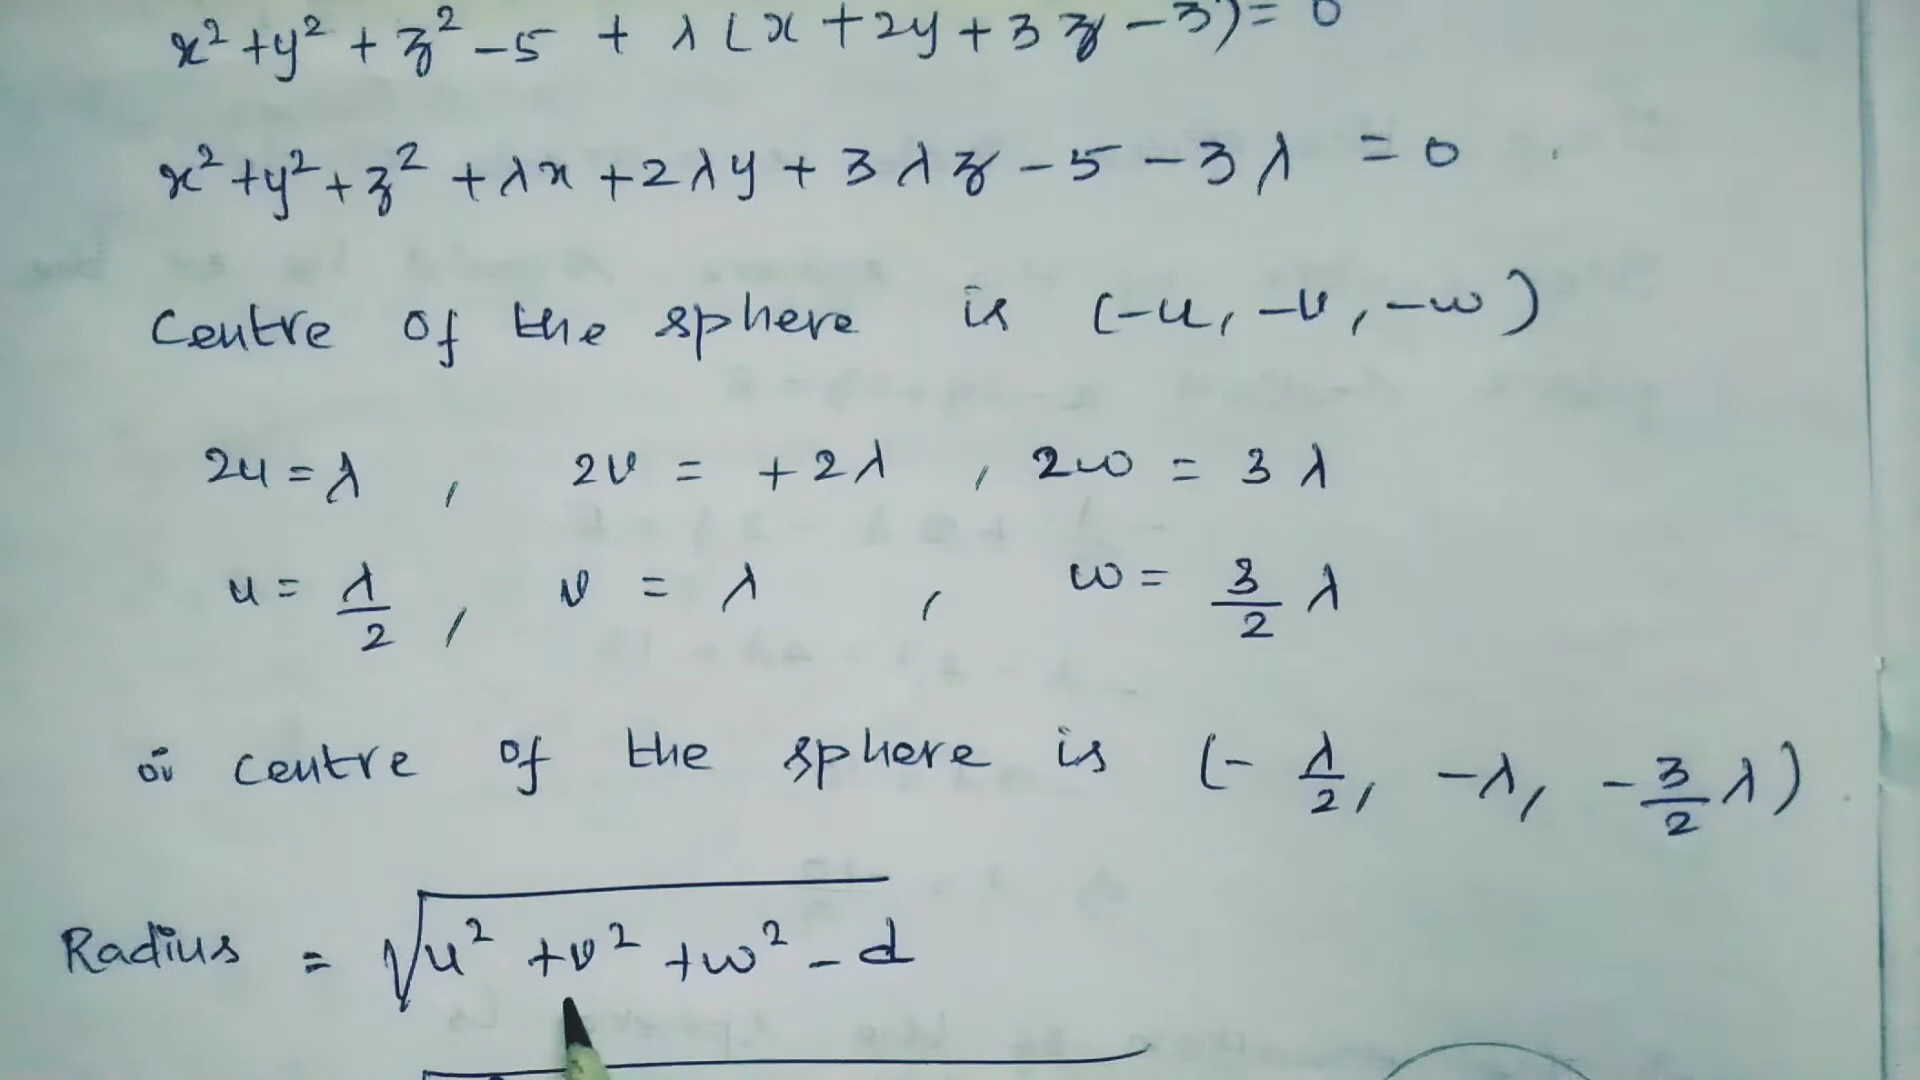 x² + y² + z² - 5 + λ (x + 2y + 3z - 3) = 0
x² + y² + z² + λx + 2λy + 3λz - 5 - 3λ = 0
Centre of the sphere is (-u, -v, -w)
2u = λ , 2v = +2λ , 2w = 3λ
u = λ/2 , v = λ , w = 3/2 λ
∴ centre of the sphere is (- λ/2, -λ, - 3/2 λ)
Radius = √(u² + v² + w² - d)